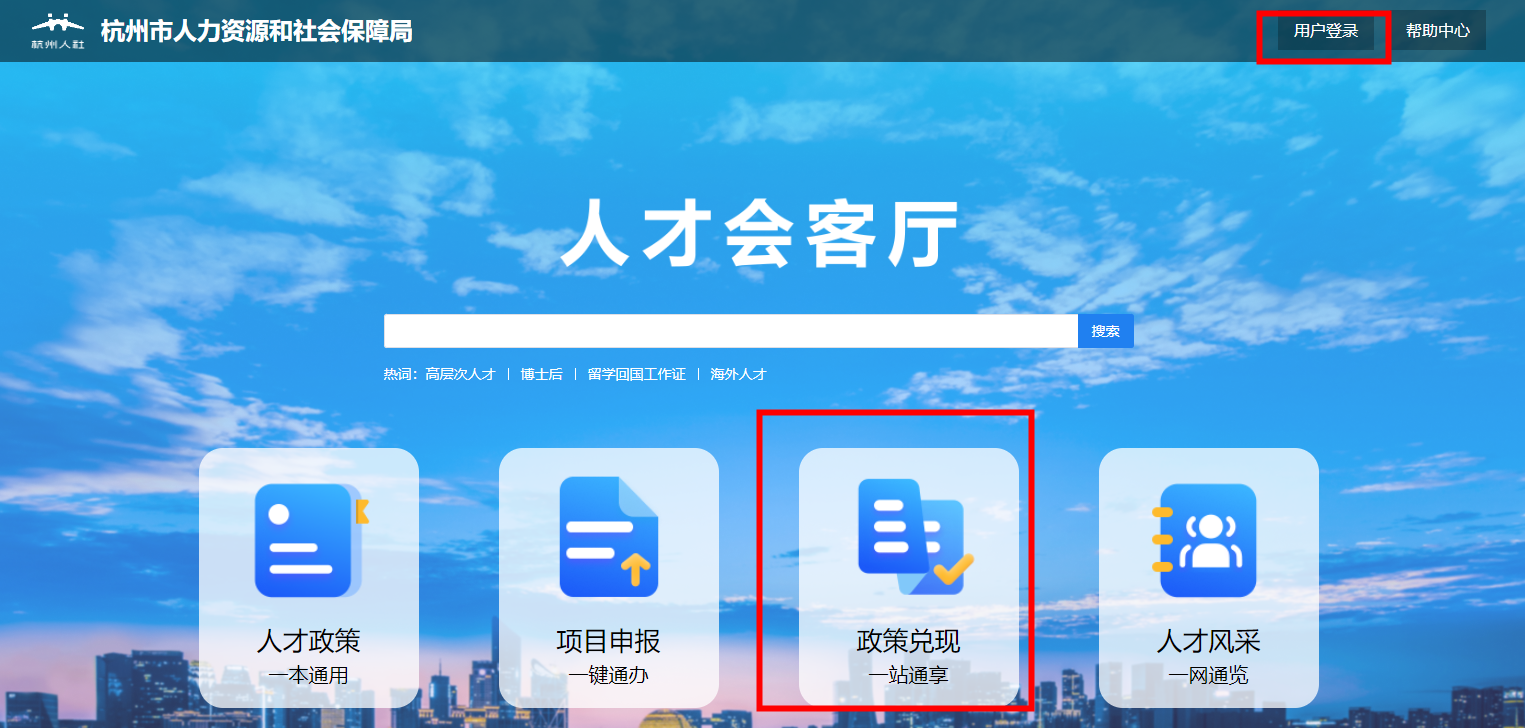 杭州人社
杭州市人力资源和社会保障局
用户登录
帮助中心
人才会客厅
搜索
热词：高层次人才 | 博士后 | 留学回国工作证 | 海外人才
人才政策
一本通用
项目申报
一键通办
政策兑现
一站通享
人才风采
一网通览